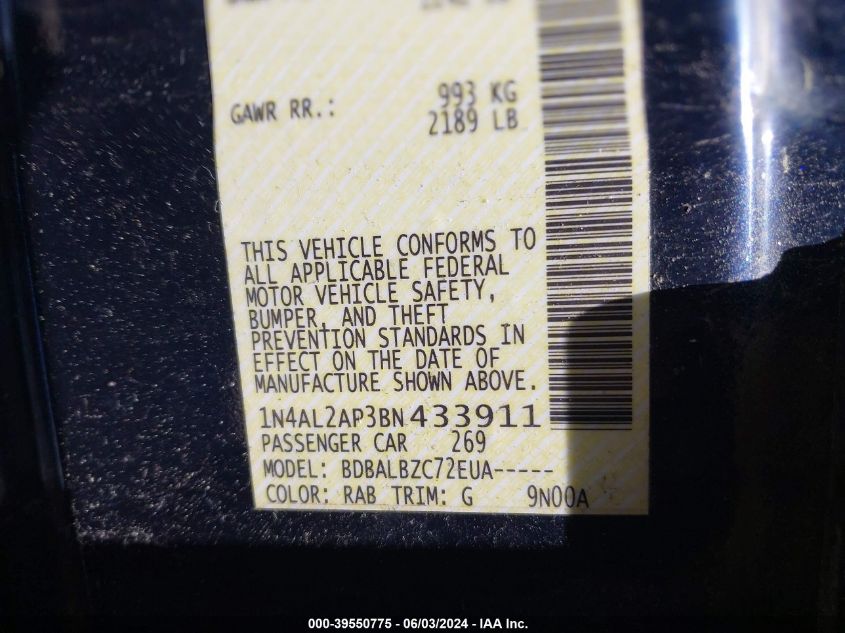 993 KG
GAWR RR.:
2189 LB
THIS VEHICLE CONFORMS TO
ALL APPLICABLE FEDERAL
MOTOR VEHICLE SAFETY,
BUMPER, AND THEFT
PREVENTION STANDARDS IN
EFFECT ON THE DATE OF
MANUFACTURE SHOWN ABOVE.
1N4AL2AP3BN433911
PASSENGER CAR 269
MODEL: BDBALBZC72EUA-----
COLOR: RAB TRIM: G 9N00A
000-39550775 - 06/03/2024 - IAA Inc.